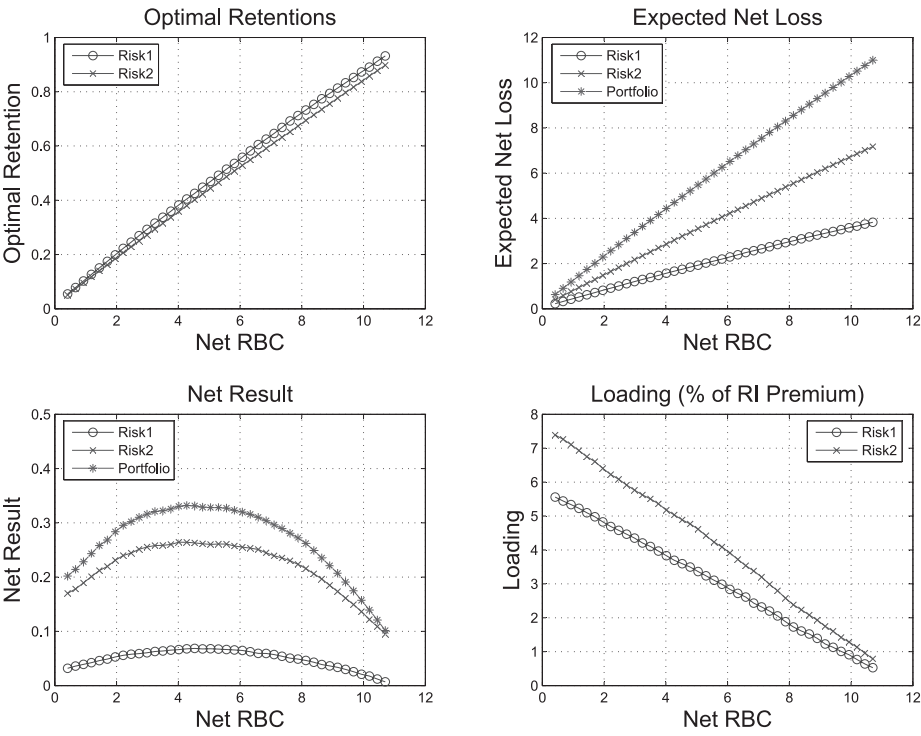 Optimal Retentions
1
0.8
0.6
0.4
0.2
0
Optimal Retention
Risk1
Risk2
0 2 4 6 8 10 12
Net RBC
Expected Net Loss
12
10
8
6
4
2
0
Expected Net Loss
Risk1
Risk2
Portfolio
0 2 4 6 8 10 12
Net RBC
Net Result
0.5
0.4
0.3
0.2
0.1
0
Net Result
Risk1
Risk2
Portfolio
0 2 4 6 8 10 12
Net RBC
Loading (% of RI Premium)
8
7
6
5
4
3
2
1
0
Loading
Risk1
Risk2
0 2 4 6 8 10 12
Net RBC